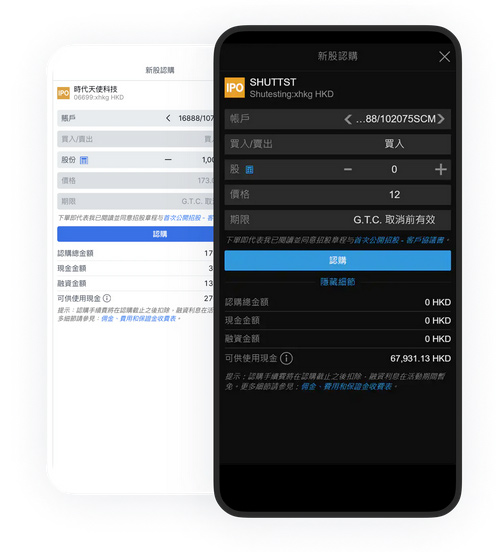 新股認購
IPO
時代天使科技
06699:xhkg HKD
賬戶
16888/107
買入/賣出
股份
1,00
價格
173.
期限
G.T.C. 取
下單即代表我已閱讀並同意招股章程与首次公開招股 - 客
認購
認購總金額
17
現金金額
3
融資金額
13
可供使用現金
27
提示：認購手續費將在認購截止之後扣除，融資利息在活
多細節請參見：佣金、費用和保證金收費表。
新股認購
IPO
SHUTTST
Shutesting:xhkg HKD
帳戶
...88/102075SCM
買入/賣出
買入
股
0
價格
12
期限
G.T.C. 取消前有效
下單即代表我已閱讀並同意招股章程与首次公開招股 - 客戶協議書。
認購
隱藏細節
認購總金額
0 HKD
現金金額
0 HKD
融資金額
0 HKD
可供使用現金
67,931.13 HKD
提示：認購手續費將在認購截止之後扣除，融資利息在活動期間豁
免。更多細節請參見：佣金、費用和保證金收費表。